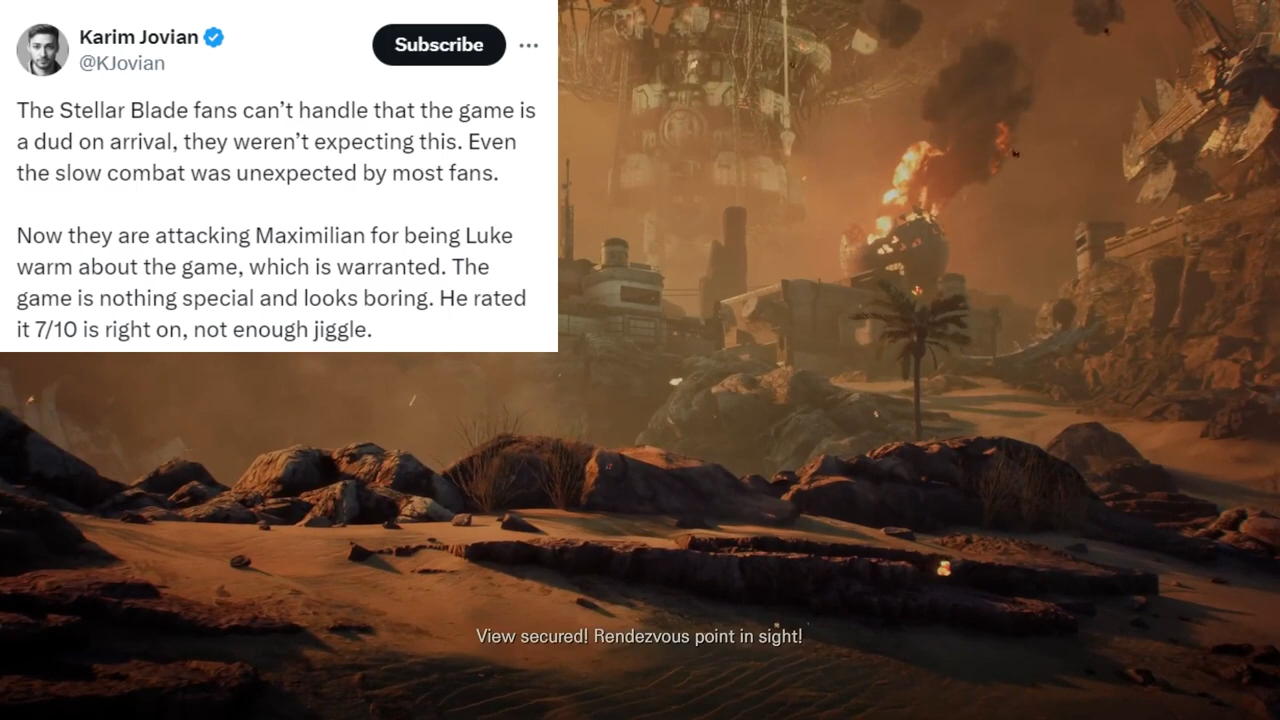 Karim Jovian
Subscribe
@KJovian
The Stellar Blade fans can’t handle that the game is
a dud on arrival, they weren’t expecting this. Even
the slow combat was unexpected by most fans.
Now they are attacking Maximilian for being Luke
warm about the game, which is warranted. The
game is nothing special and looks boring. He rated
it 7/10 is right on, not enough jiggle.
View secured! Rendezvous point in sight!